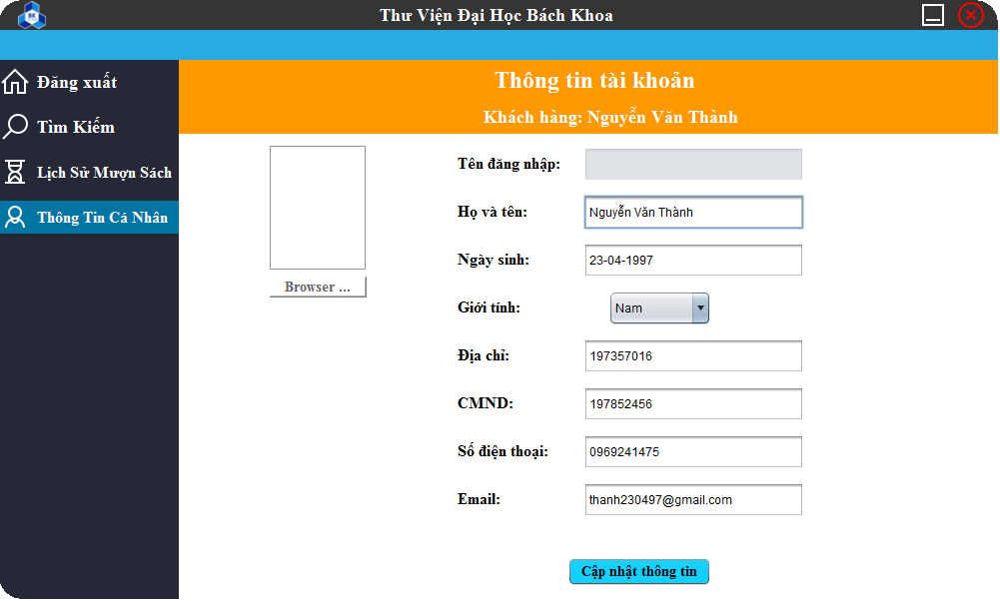 BK
Thư Viện Đại Học Bách Khoa
Đăng xuất
Tìm Kiếm
Lịch Sử Mượn Sách
Thông Tin Cá Nhân
Thông tin tài khoản
Khách hàng: Nguyễn Văn Thành
Browser ...
Tên đăng nhập:
Họ và tên: Nguyễn Văn Thành
Ngày sinh: 23-04-1997
Giới tính: Nam
Địa chỉ: 197357016
CMND: 197852456
Số điện thoại: 0969241475
Email: thanh230497@gmail.com
Cập nhật thông tin